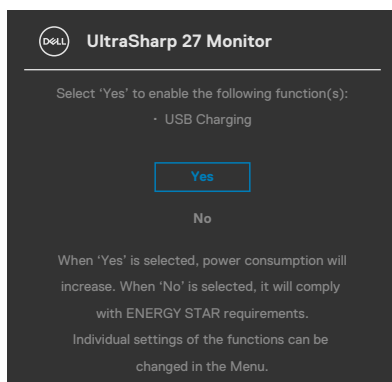 DELL UltraSharp 27 Monitor
Select ‘Yes’ to enable the following function(s):
· USB Charging
Yes
No
When ‘Yes’ is selected, power consumption will
increase. When ‘No’ is selected, it will comply
with ENERGY STAR requirements.
Individual settings of the functions can be
changed in the Menu.